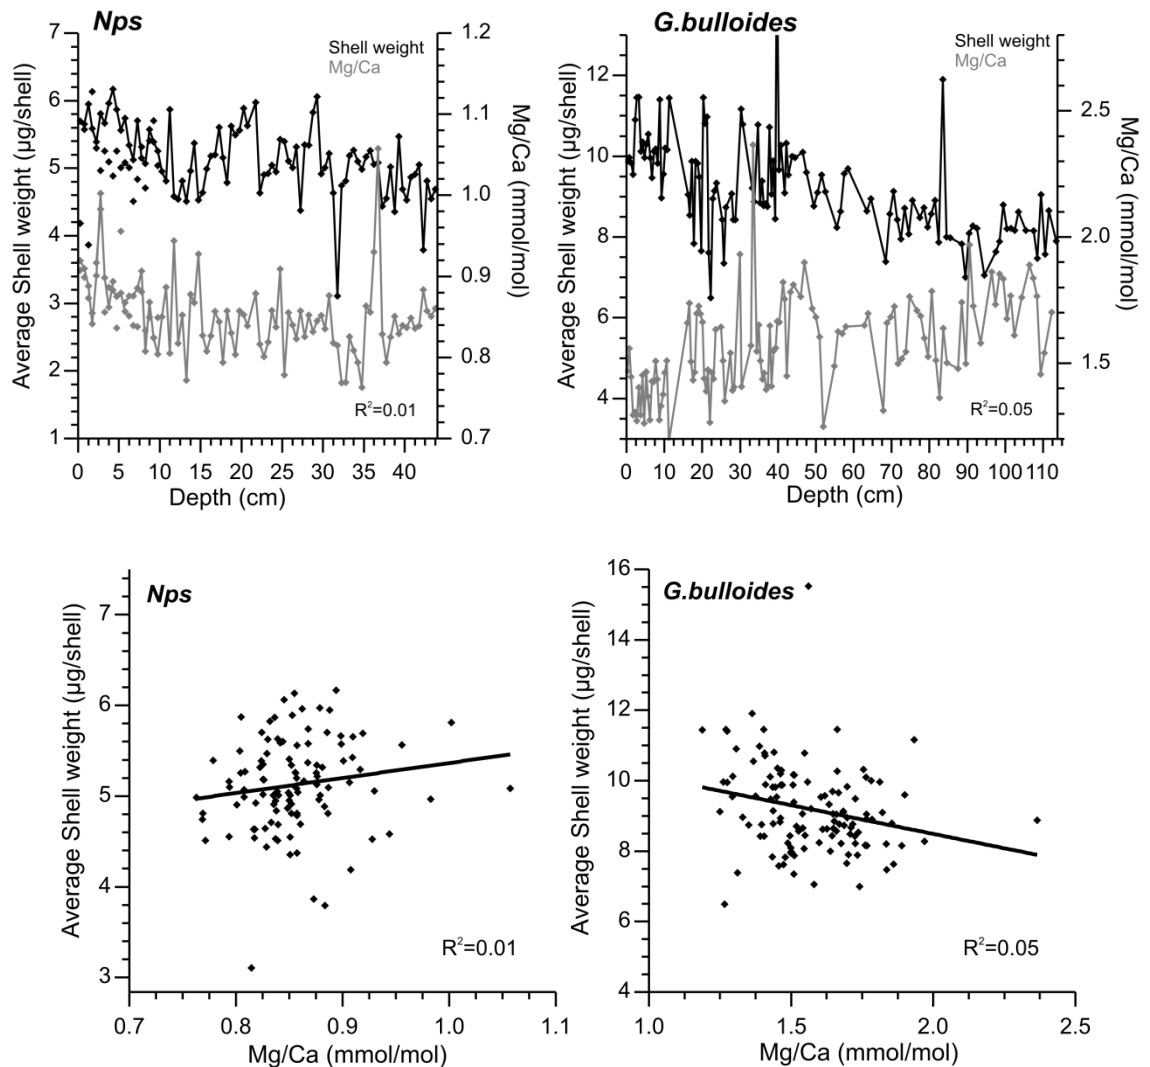 Nps
Shell weight
Mg/Ca
Average Shell weight (µg/shell)
7
6
5
4
3
2
1
1.2
1.1
1.0
0.9
0.8
0.7
Mg/Ca (mmol/mol)
R²=0.01
0 5 10 15 20 25 30 35 40
Depth (cm)
G.bulloides
Shell weight
Mg/Ca
Average Shell weight (µg/shell)
12
10
8
6
4
2.5
2.0
1.5
Mg/Ca (mmol/mol)
R²=0.05
0 10 20 30 40 50 60 70 80 90 100 110
Depth (cm)
Nps
Average Shell weight (µg/shell)
7
6
5
4
3
R²=0.01
0.7 0.8 0.9 1.0 1.1
Mg/Ca (mmol/mol)
G.bulloides
Average Shell weight (µg/shell)
16
14
12
10
8
6
4
R²=0.05
1.0 1.5 2.0 2.5
Mg/Ca (mmol/mol)